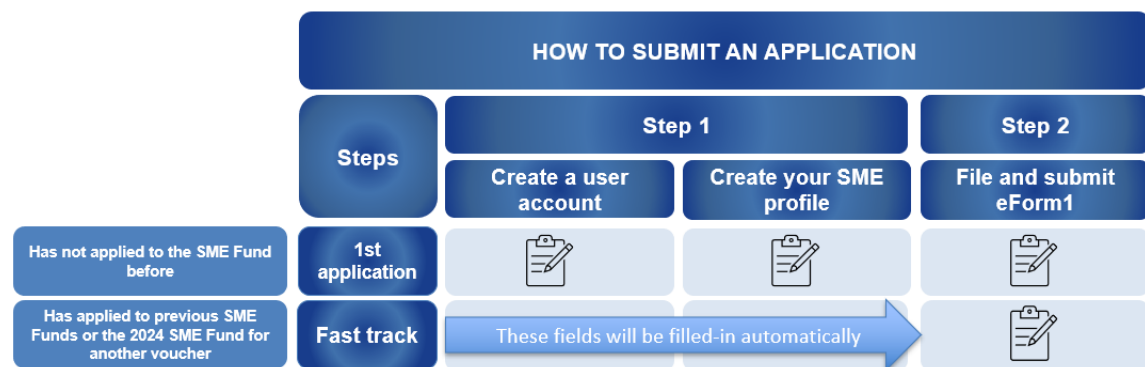 HOW TO SUBMIT AN APPLICATION
Steps
Step 1
Step 2
Create a user
account
Create your SME
profile
File and submit
eForm1
Has not applied to the SME Fund
before
1st
application
Has applied to previous SME
Funds or the 2024 SME Fund for
another voucher
Fast track
These fields will be filled-in automatically